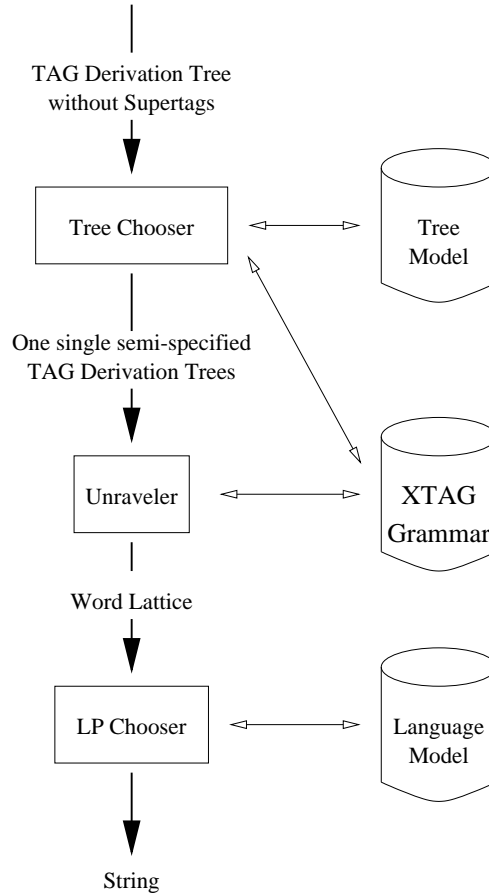 TAG Derivation Tree
without Supertags
Tree Chooser
Tree
Model
One single semi-specified
TAG Derivation Trees
Unraveler
XTAG
Grammar
Word Lattice
LP Chooser
Language
Model
String